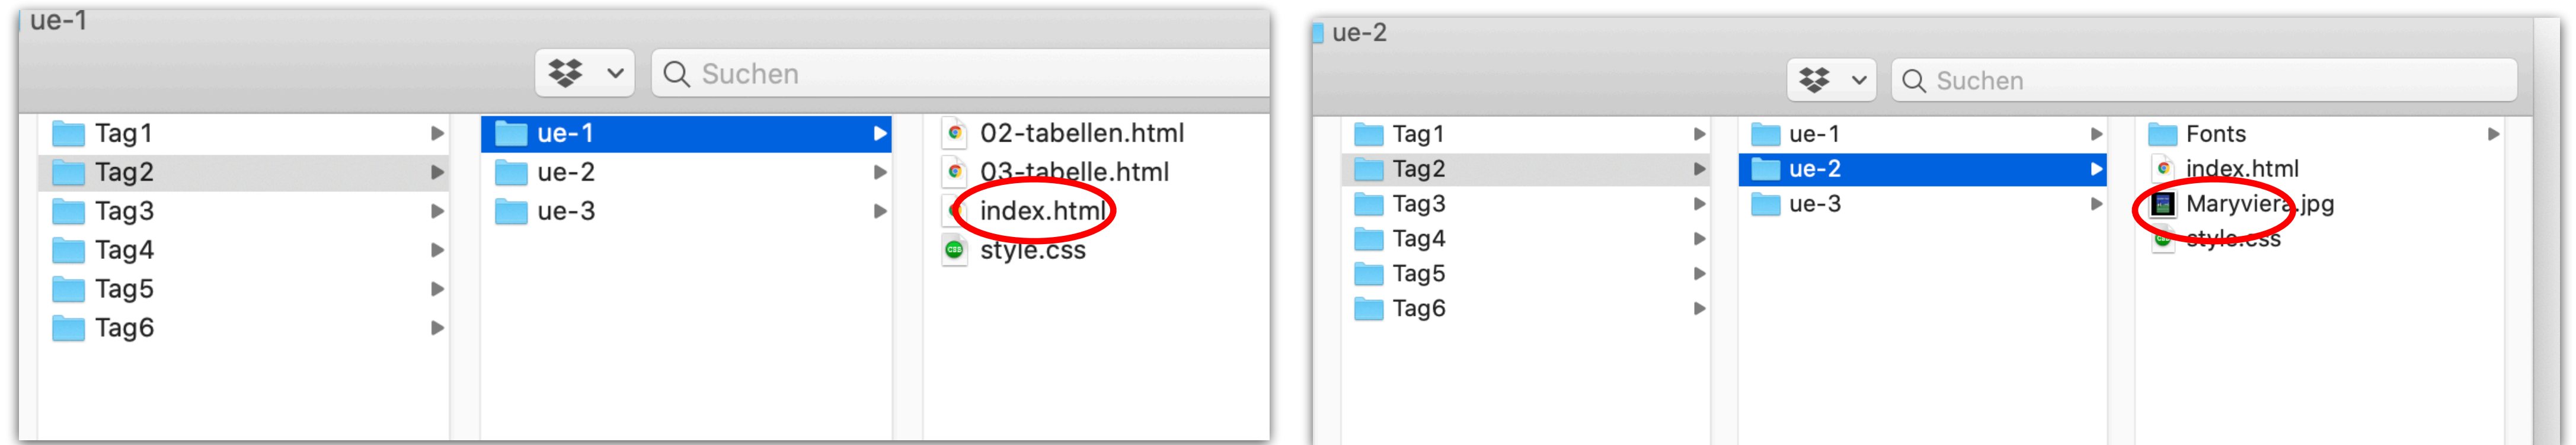 ue-1
Suchen
Tag1
Tag2
Tag3
Tag4
Tag5
Tag6
ue-1
ue-2
ue-3
02-tabellen.html
03-tabelle.html
index.html
style.css
ue-2
Suchen
Tag1
Tag2
Tag3
Tag4
Tag5
Tag6
ue-1
ue-2
ue-3
Fonts
index.html
Maryviera.jpg
style.css